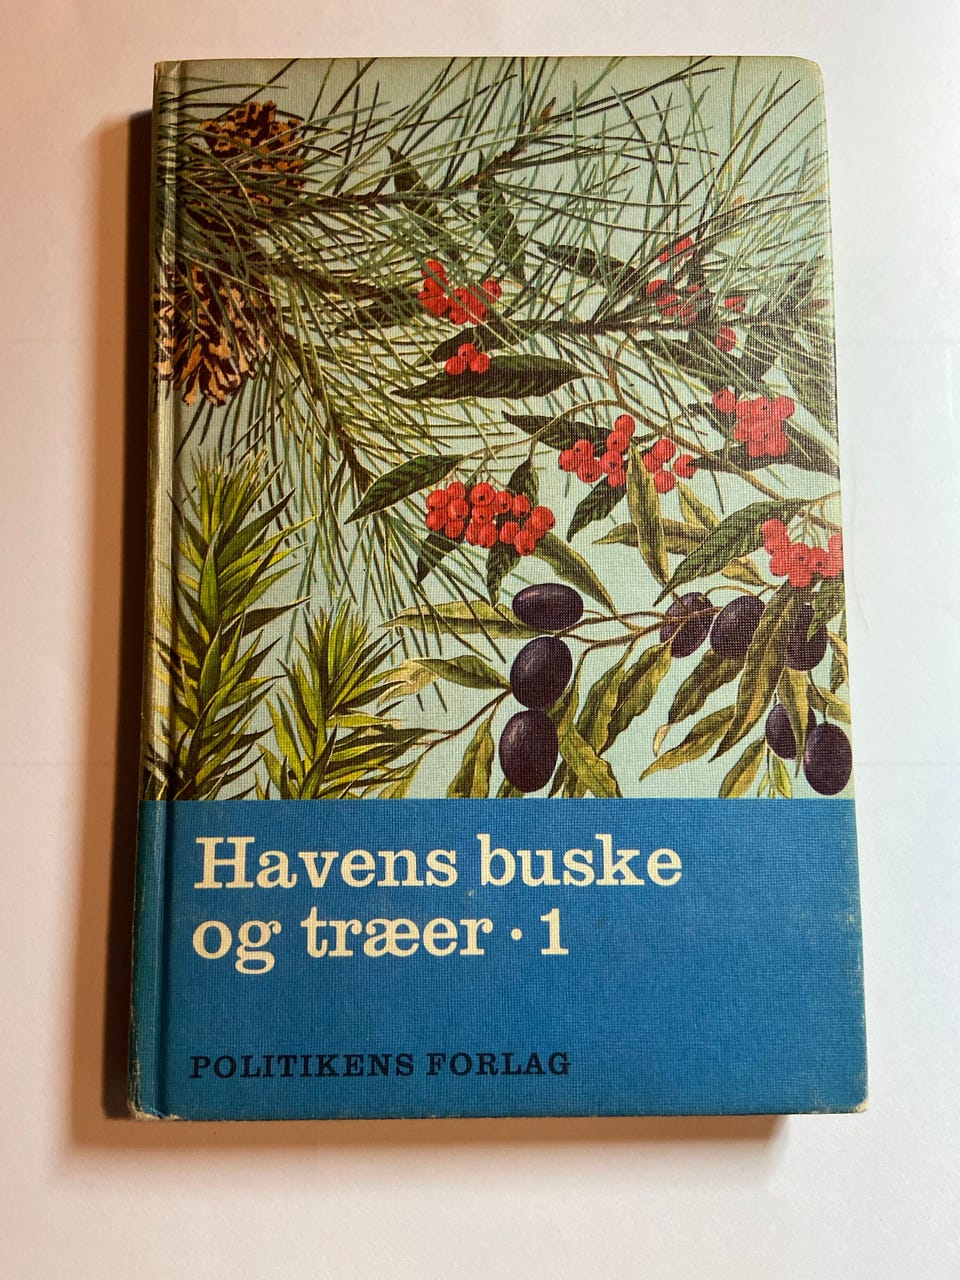 Havens buske
og træer · 1
POLITIKENS FORLAG